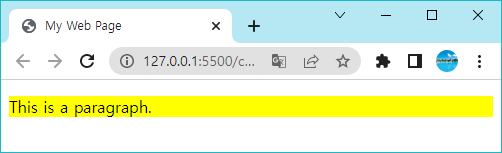 My Web Page
127.0.0.1:5500/c...
This is a paragraph.